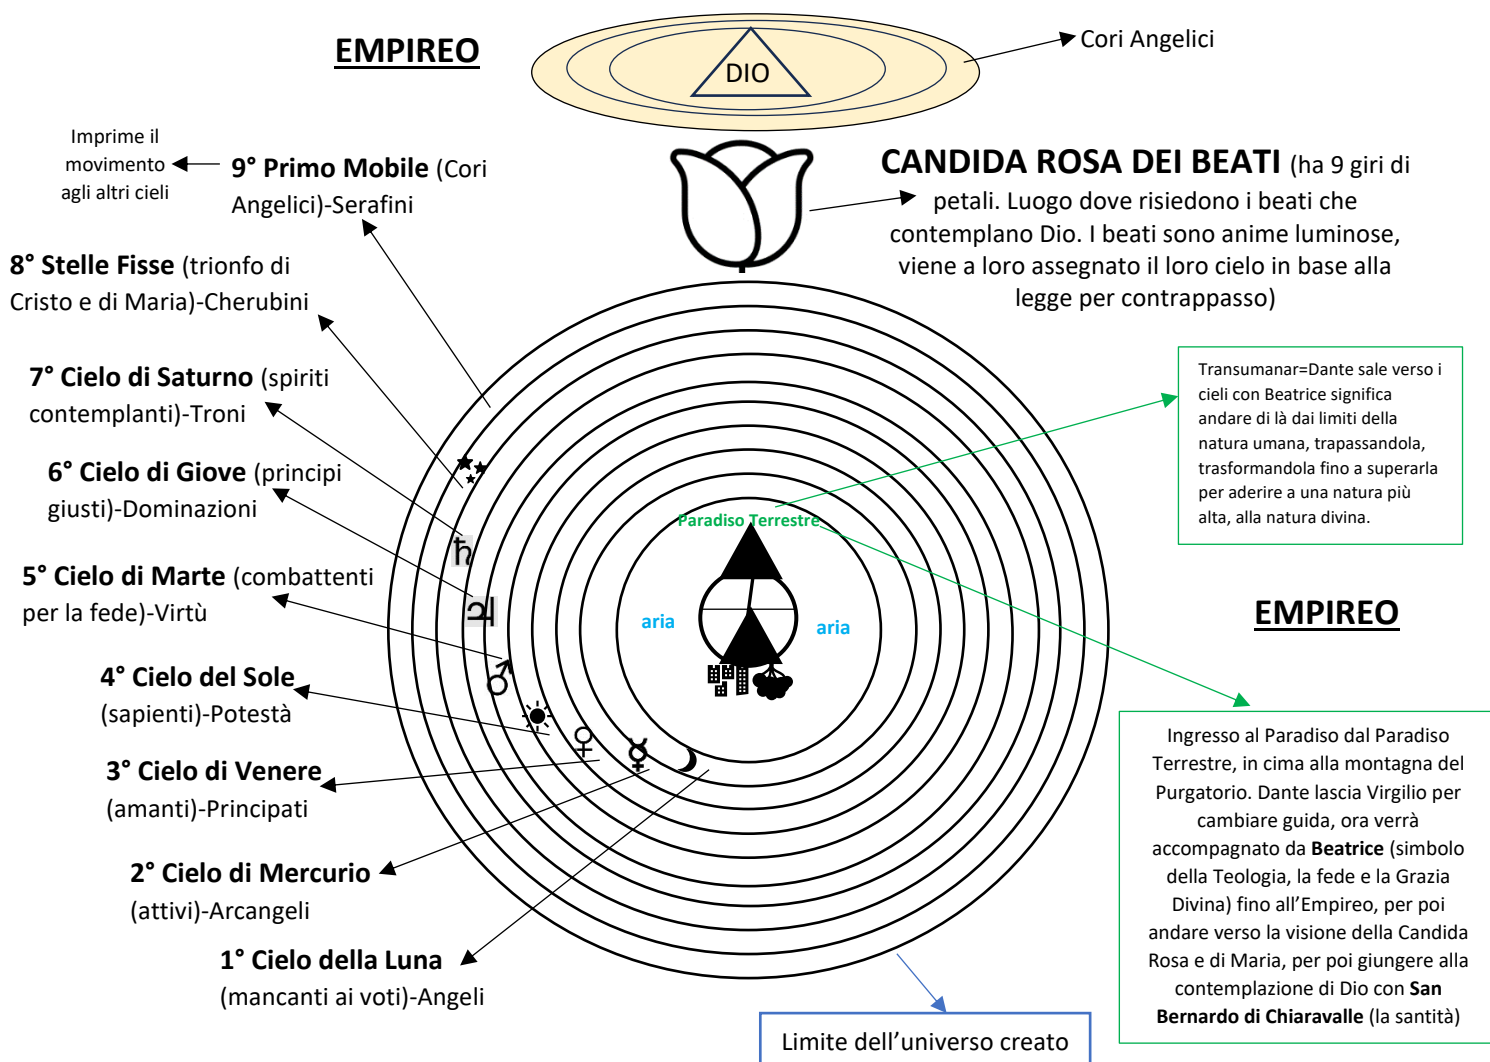 EMPIREO
DIO
Cori Angelici
Imprime il
movimento
agli altri cieli
9° Primo Mobile (Cori
Angelici)-Serafini
CANDIDA ROSA DEI BEATI (ha 9 giri di
petali. Luogo dove risiedono i beati che
contemplano Dio. I beati sono anime luminose,
viene a loro assegnato il loro cielo in base alla
legge per contrappasso)
8° Stelle Fisse (trionfo di
Cristo e di Maria)-Cherubini
7° Cielo di Saturno (spiriti
contemplanti)-Troni
6° Cielo di Giove (principi
giusti)-Dominazioni
5° Cielo di Marte (combattenti
per la fede)-Virtù
4° Cielo del Sole
(sapienti)-Potestà
3° Cielo di Venere
(amanti)-Principati
2° Cielo di Mercurio
(attivi)-Arcangeli
1° Cielo della Luna
(mancanti ai voti)-Angeli
Paradiso Terrestre
aria
aria
Transumanar=Dante sale verso i
cieli con Beatrice significa
andare di là dai limiti della
natura umana, trapassandola,
trasformandola fino a superarla
per aderire a una natura più
alta, alla natura divina.
EMPIREO
Ingresso al Paradiso dal Paradiso
Terrestre, in cima alla montagna del
Purgatorio. Dante lascia Virgilio per
cambiare guida, ora verrà
accompagnato da Beatrice (simbolo
della Teologia, la fede e la Grazia
Divina) fino all'Empireo, per poi
andare verso la visione della Candida
Rosa e di Maria, per poi giungere alla
contemplazione di Dio con San
Bernardo di Chiaravalle (la santità)
Limite dell'universo creato